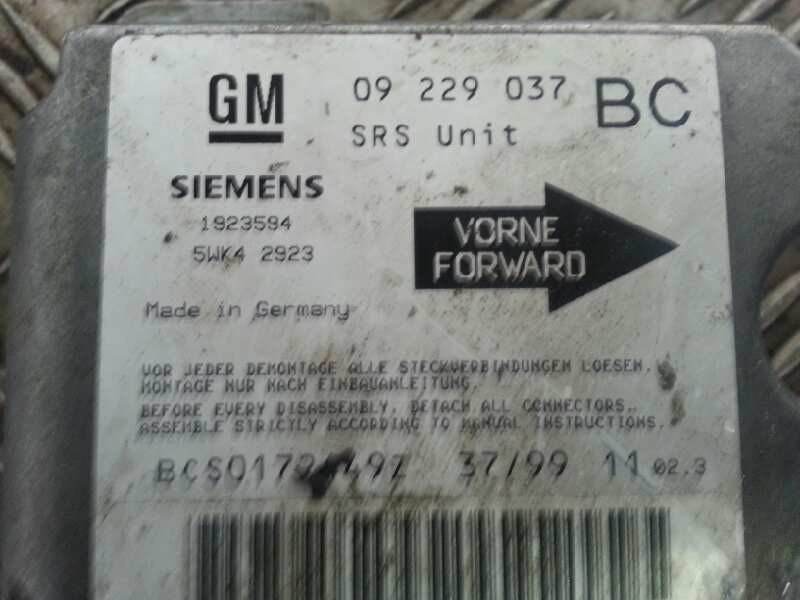 GM 09 229 037 BC
SRS Unit
SIEMENS
1923594
5WK4 2923
VORNE
FORWARD
Made in Germany
VOR JEDER DEMONTAGE ALLE STECKVERBINDUNGEN LOESEN.
MONTAGE NUR NACH EINBAUANLEITUNG.
BEFORE EVERY DISASSEMBLY, DETACH ALL CONNECTORS.
ASSEMBLE STRICTLY ACCORDING TO MANUAL INSTRUCTIONS.
37/99 11 02.3